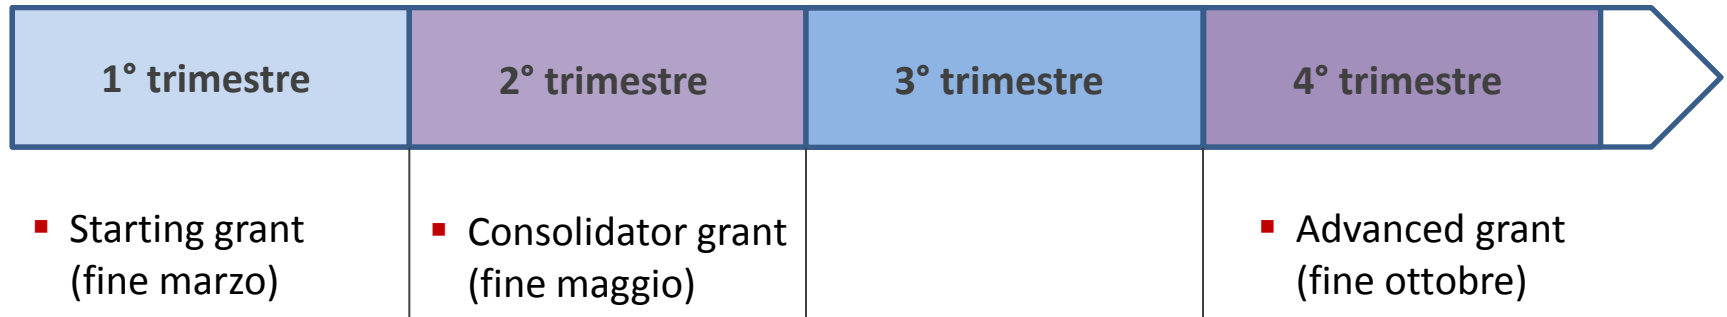 1° trimestre
2° trimestre
3° trimestre
4° trimestre
Starting grant
(fine marzo)
Consolidator grant
(fine maggio)
Advanced grant
(fine ottobre)